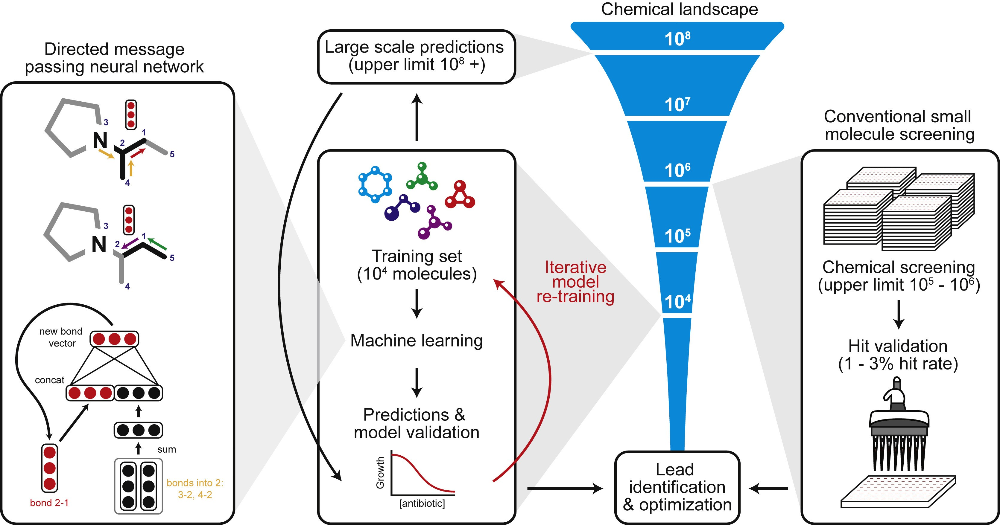 Directed message
passing neural network
3
1
N
2
5
4
3
1
N
2
5
4
new bond
vector
concat
sum
bonds into 2:
3-2, 4-2
bond 2-1
Large scale predictions
(upper limit 10⁸ +)
Training set
(10⁴ molecules)
Machine learning
Predictions &
model validation
Growth
[antibiotic]
Iterative
model
re-training
Chemical landscape
10⁸
10⁷
10⁶
10⁵
10⁴
Lead
identification
& optimization
Conventional small
molecule screening
Chemical screening
(upper limit 10⁵ - 10⁶)
Hit validation
(1 - 3% hit rate)